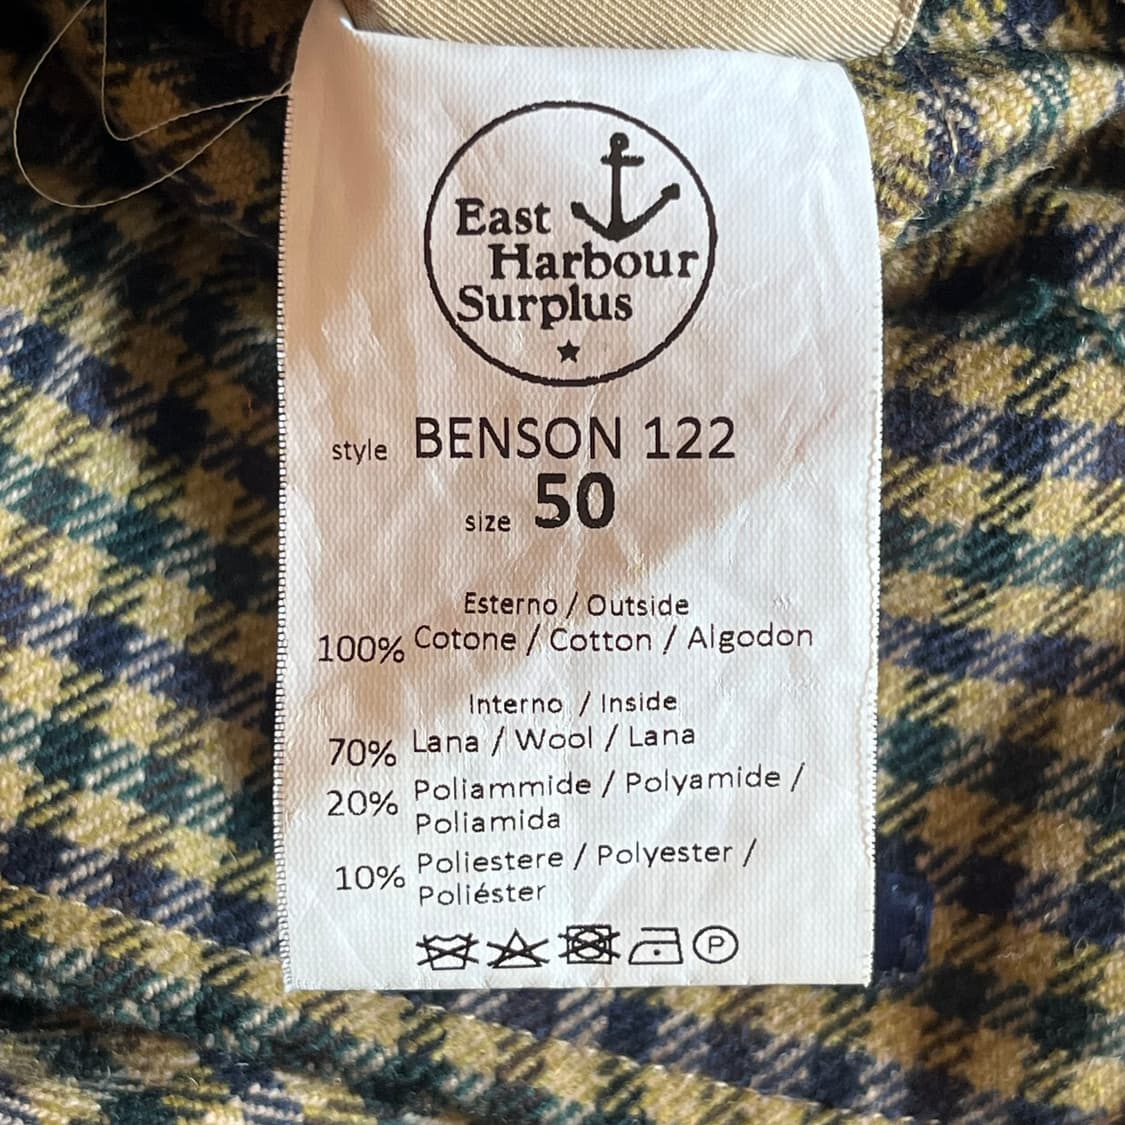 East
Harbour
Surplus
style BENSON 122
size 50
Esterno / Outside
100% Cotone / Cotton / Algodon
Interno / Inside
70% Lana / Wool / Lana
20% Poliammide / Polyamide /
Poliamida
10% Poliestere / Polyester /
Poliéster
P